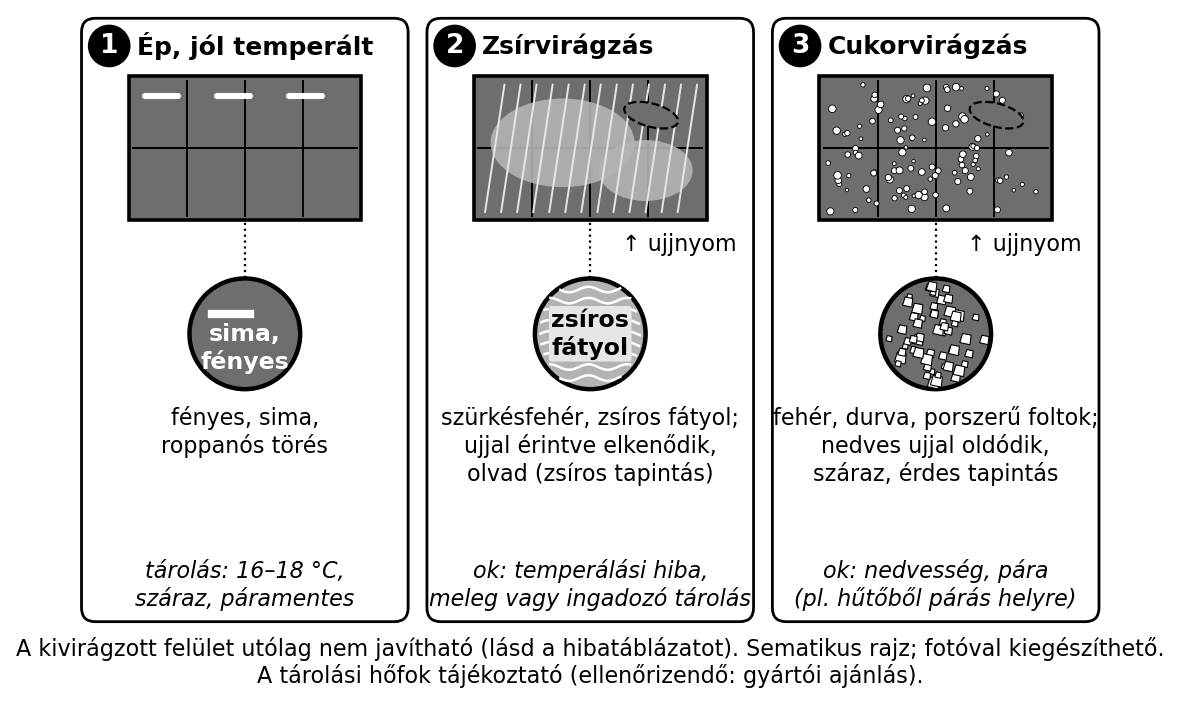 1 Ép, jól temperált
sima,
fényes
fényes, sima,
roppanós törés
tárolás: 16–18 °C,
száraz, páramentes
2 Zsírvirágzás
↑ ujjnyom
zsíros
fátyol
szürkésfehér, zsíros fátyol;
ujjal érintve elkenődik,
olvad (zsíros tapintás)
ok: temperálási hiba,
meleg vagy ingadozó tárolás
3 Cukorvirágzás
↑ ujjnyom
fehér, durva, porszerű foltok;
nedves ujjal oldódik,
száraz, érdes tapintás
ok: nedvesség, pára
(pl. hűtőből párás helyre)
A kivirágzott felület utólag nem javítható (lásd a hibatáblázatot). Sematikus rajz; fotóval kiegészíthető.
A tárolási hőfok tájékoztató (ellenőrizendő: gyártói ajánlás).